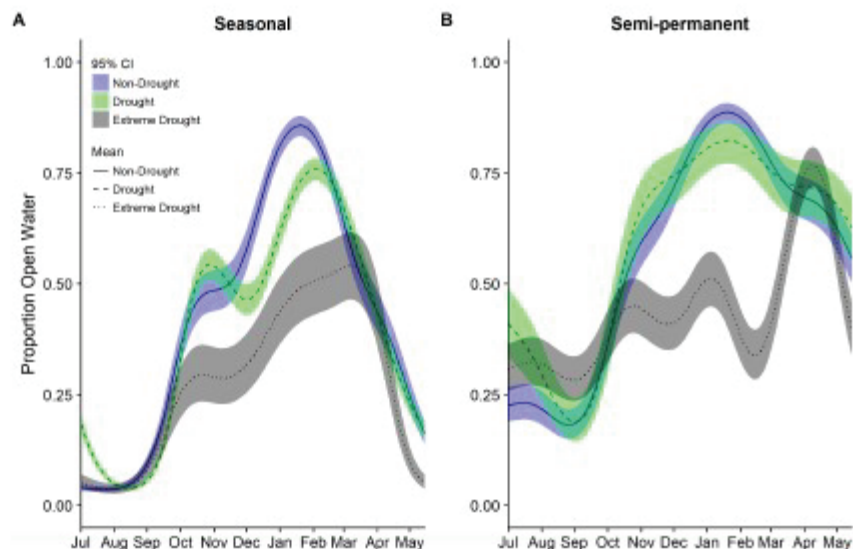 A
Seasonal
B
Semi-permanent
95% CI
Non-Drought
Drought
Extreme Drought
Mean
Non-Drought
Drought
Extreme Drought
Proportion Open Water
1.00
0.75
0.50
0.25
0.00
Jul Aug Sep Oct Nov Dec Jan Feb Mar Apr May
1.00
0.75
0.50
0.25
0.00
Jul Aug Sep Oct Nov Dec Jan Feb Mar Apr May